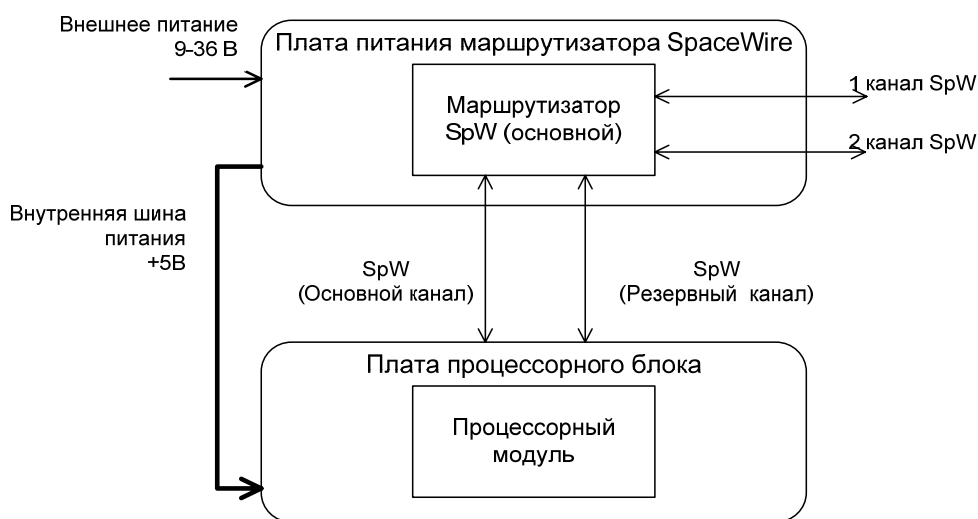 Внешнее питание
9-36 В
Плата питания маршрутизатора SpaceWire
Маршрутизатор
SpW (основной)
1 канал SpW
2 канал SpW
Внутренняя шина
питания
+5В
SpW
(Основной канал)
SpW
(Резервный канал)
Плата процессорного блока
Процессорный
модуль